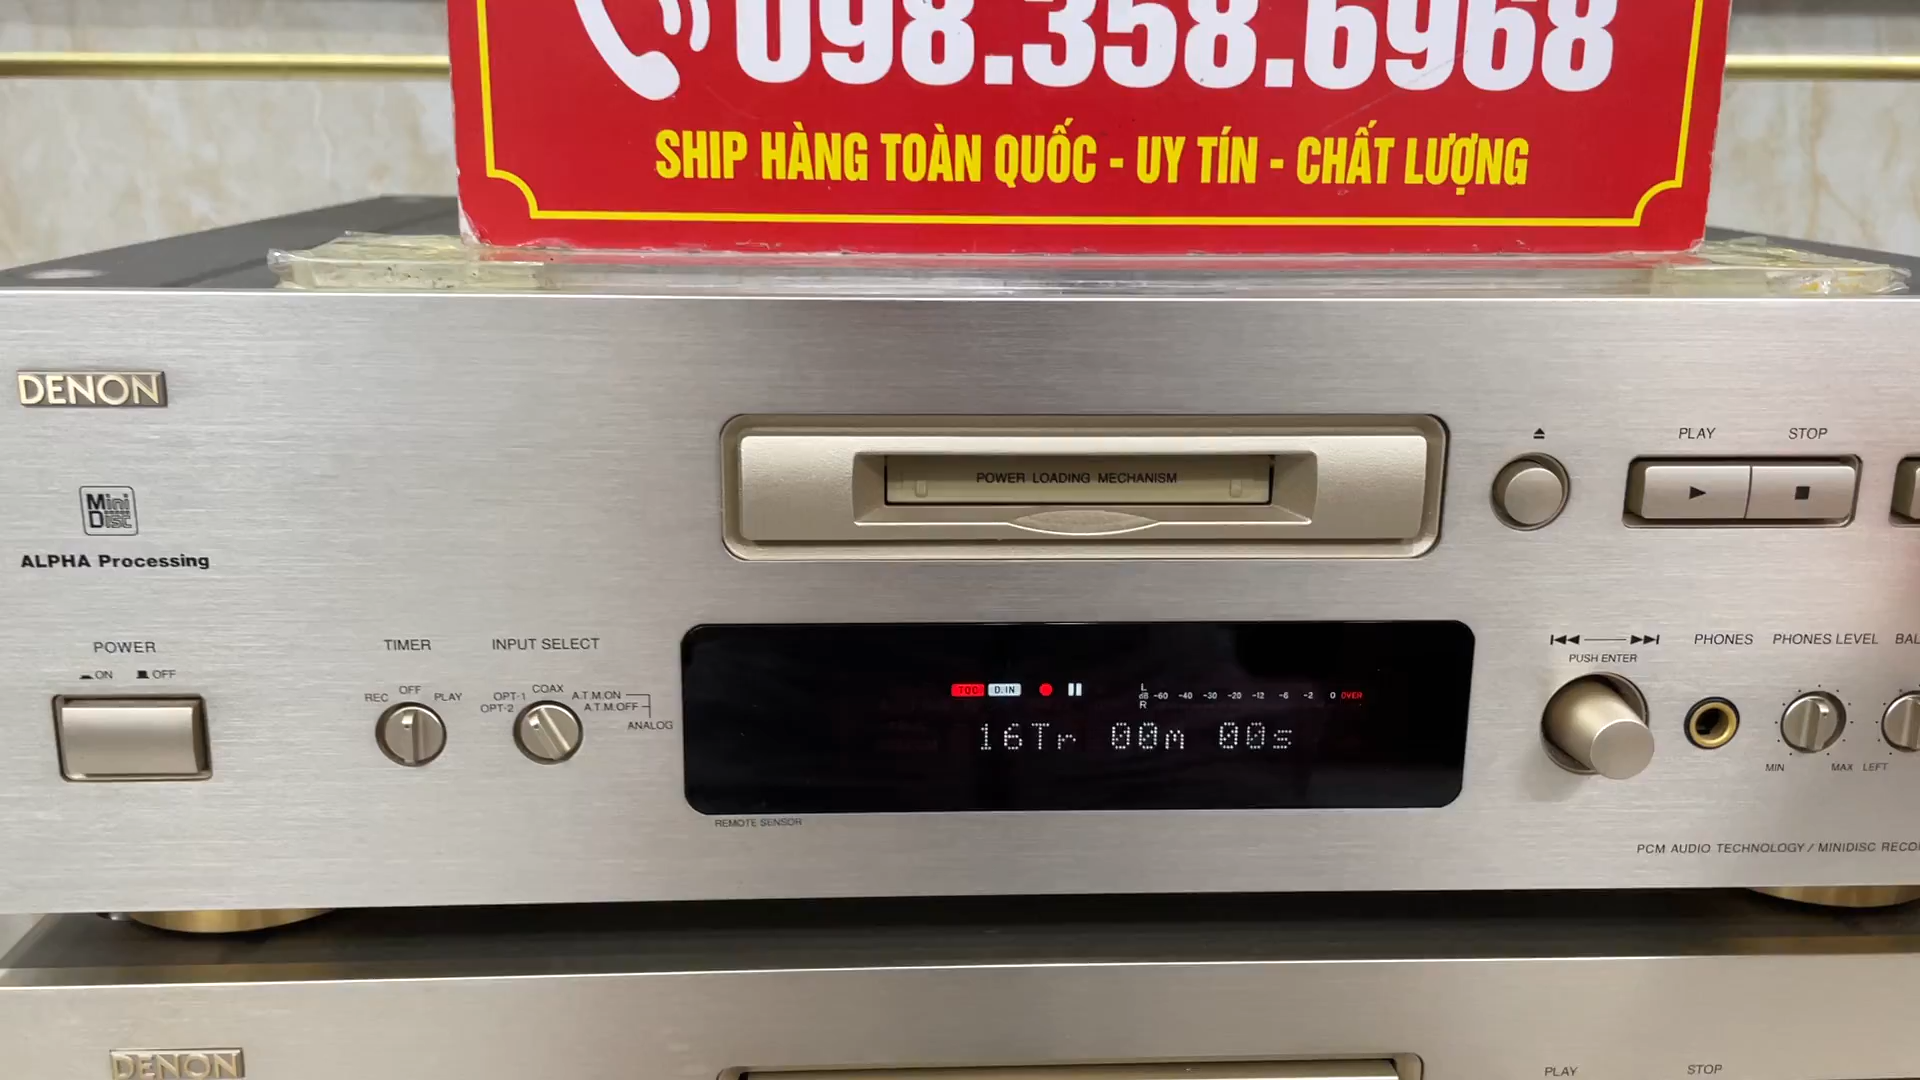 098.358.6968
SHIP HÀNG TOÀN QUỐC - UY TÍN - CHẤT LƯỢNG
DENON
Mini Disc
ALPHA Processing
POWER LOADING MECHANISM
PLAY STOP
POWER
ON OFF
TIMER
REC OFF PLAY
INPUT SELECT
OPT-1 COAX A.T.M.ON
OPT-2 A.T.M.OFF
ANALOG
TOC D.IN
L
dB -60 -40 -30 -20 -12 -6 -2 0 OVER
R
16Tr 00m 00s
REMOTE SENSOR
PUSH ENTER
PHONES PHONES LEVEL BAL
MIN MAX LEFT
PCM AUDIO TECHNOLOGY / MINIDISC RECO
DENON
PLAY STOP